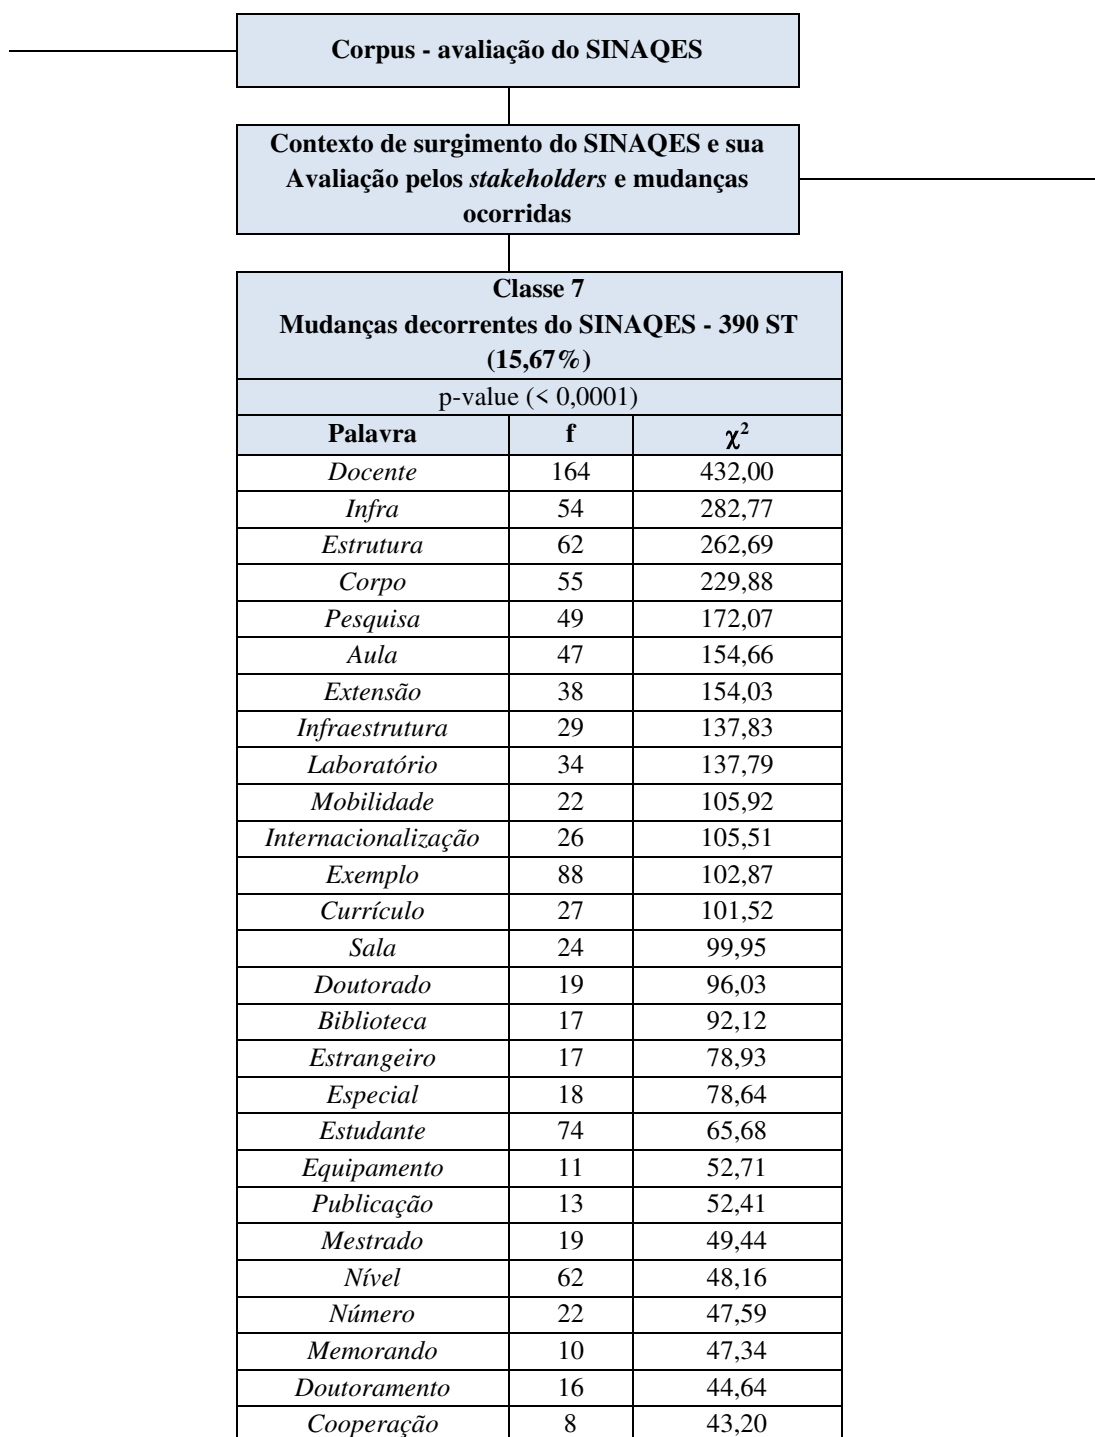 Corpus - avaliação do SINAQES
Contexto de surgimento do SINAQES e sua
Avaliação pelos stakeholders e mudanças
ocorridas
Classe 7
Mudanças decorrentes do SINAQES - 390 ST
(15,67%)
p-value (< 0,0001)
Palavra f χ²
Docente 164 432,00
Infra 54 282,77
Estrutura 62 262,69
Corpo 55 229,88
Pesquisa 49 172,07
Aula 47 154,66
Extensão 38 154,03
Infraestrutura 29 137,83
Laboratório 34 137,79
Mobilidade 22 105,92
Internacionalização 26 105,51
Exemplo 88 102,87
Currículo 27 101,52
Sala 24 99,95
Doutorado 19 96,03
Biblioteca 17 92,12
Estrangeiro 17 78,93
Especial 18 78,64
Estudante 74 65,68
Equipamento 11 52,71
Publicação 13 52,41
Mestrado 19 49,44
Nível 62 48,16
Número 22 47,59
Memorando 10 47,34
Doutoramento 16 44,64
Cooperação 8 43,20